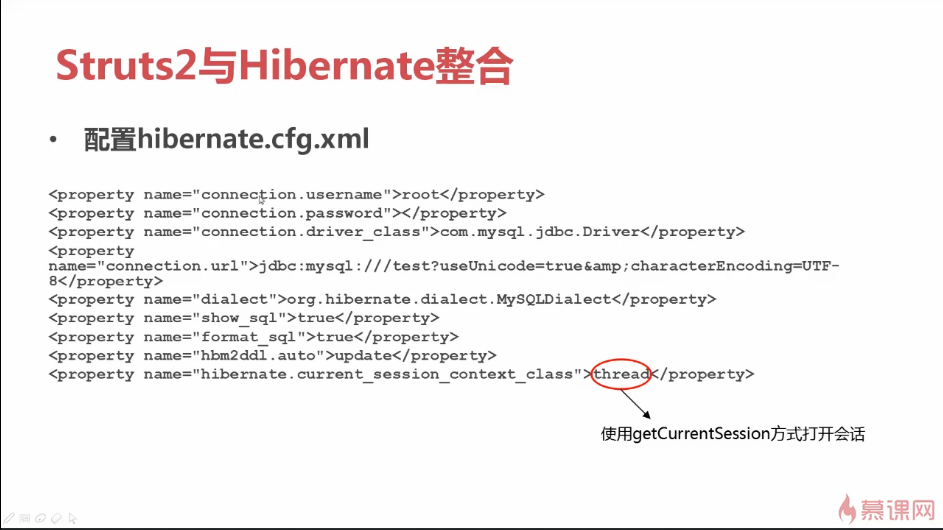 Struts2与Hibernate整合
• 配置hibernate.cfg.xml
<property name="connection.username">root</property>
<property name="connection.password"></property>
<property name="connection.driver_class">com.mysql.jdbc.Driver</property>
<property
name="connection.url">jdbc:mysql:///test?useUnicode=true&amp;characterEncoding=UTF-
8</property>
<property name="dialect">org.hibernate.dialect.MySQLDialect</property>
<property name="show_sql">true</property>
<property name="format_sql">true</property>
<property name="hbm2ddl.auto">update</property>
<property name="hibernate.current_session_context_class">thread</property>
使用getCurrentSession方式打开会话
慕课网